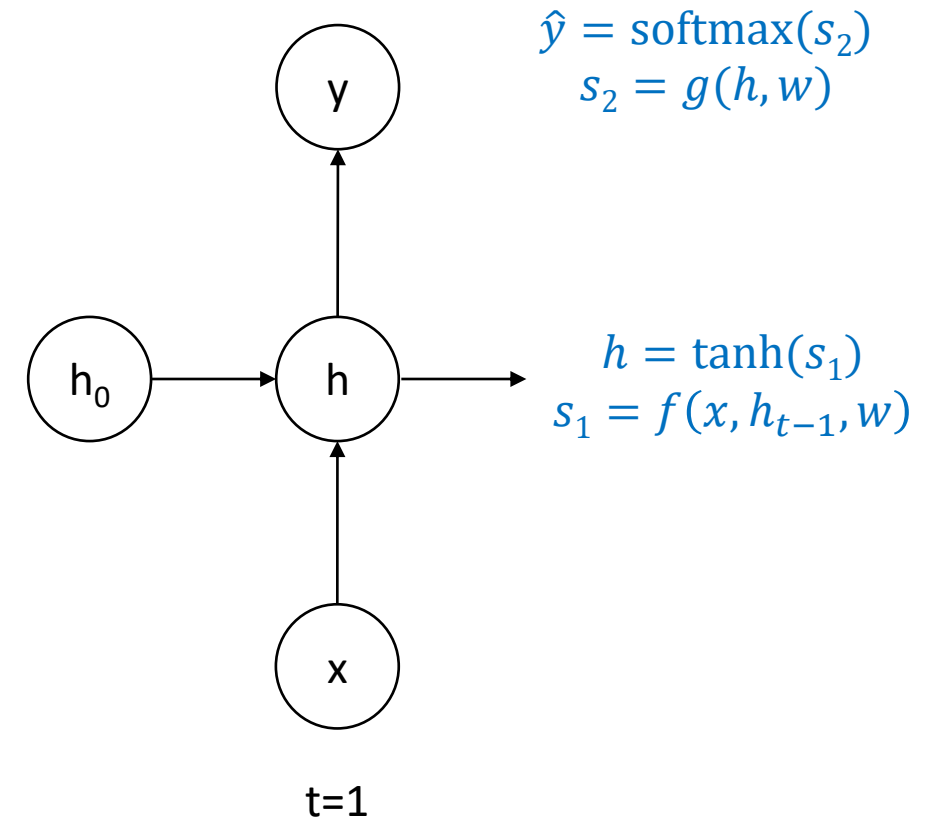 ŷ = softmax(s₂)
y
s₂ = g(h, w)
h = tanh(s₁)
h₀
h
s₁ = f(x, hₜ₋₁, w)
x
t=1